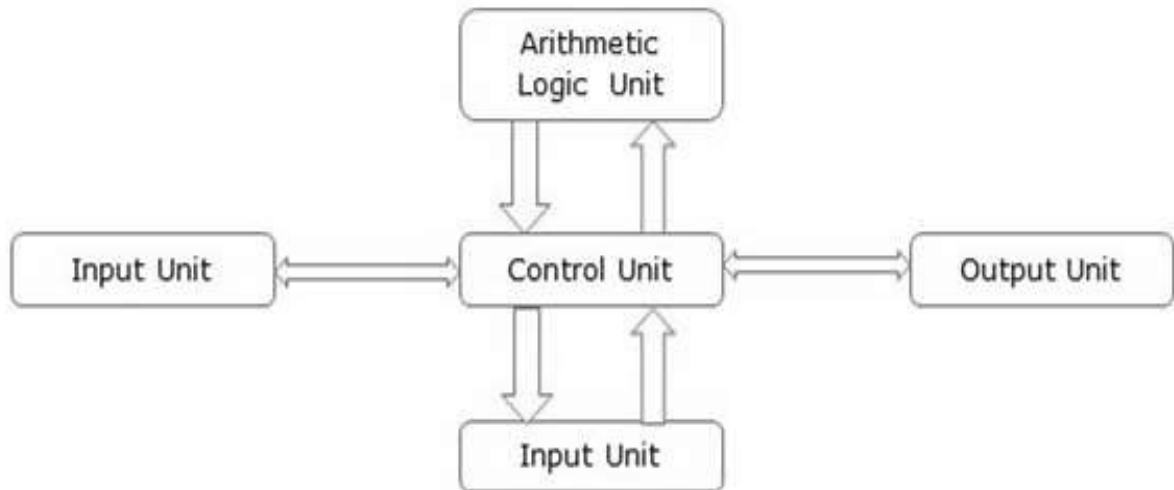 Arithmetic
Logic Unit
Input Unit
Control Unit
Output Unit
Input Unit